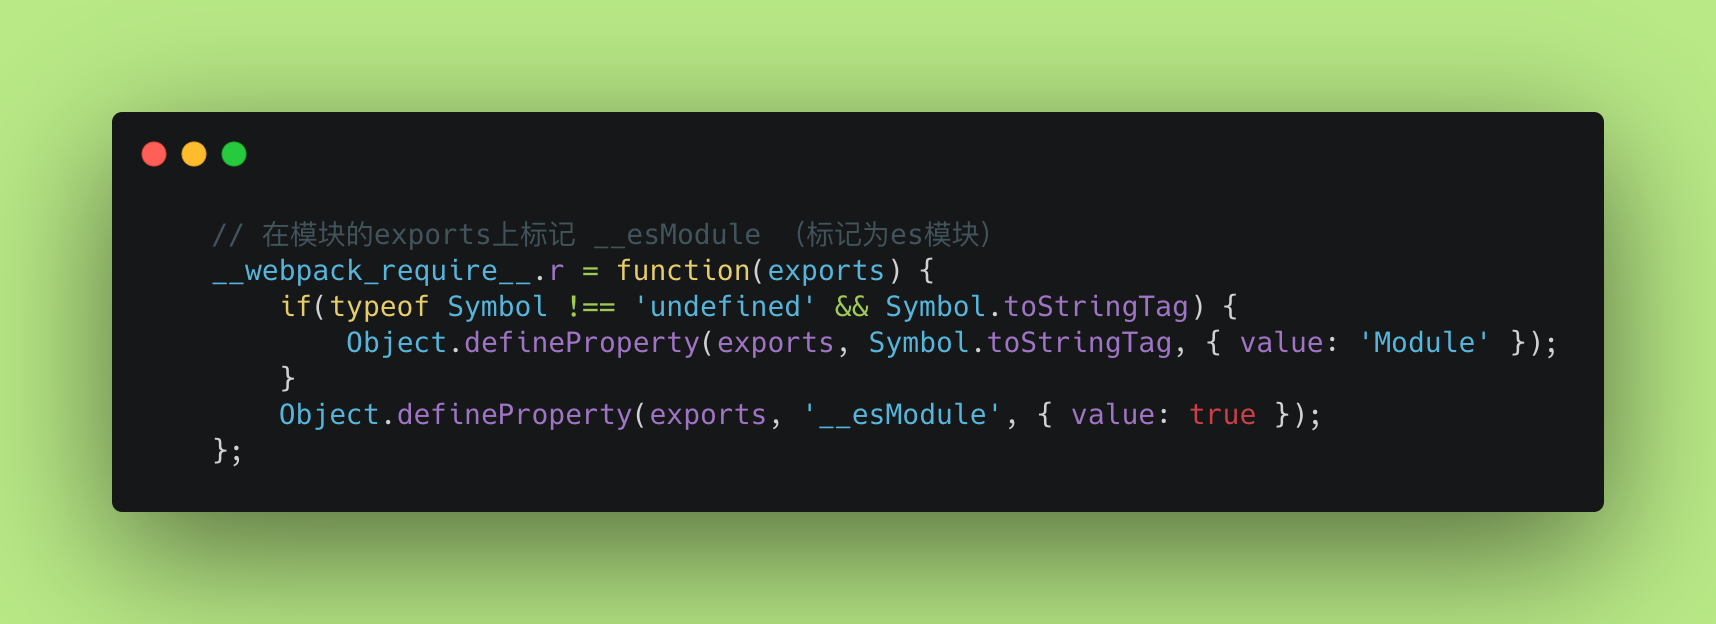 // 在模块的exports上标记 __esModule （标记为es模块）
__webpack_require__.r = function(exports) {
    if(typeof Symbol !== 'undefined' && Symbol.toStringTag) {
        Object.defineProperty(exports, Symbol.toStringTag, { value: 'Module' });
    }
    Object.defineProperty(exports, '__esModule', { value: true });
};